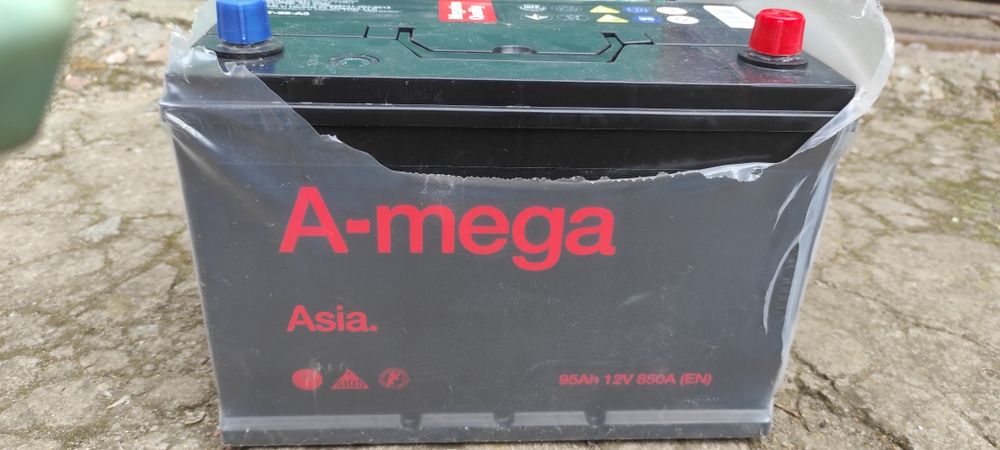 A-mega
Asia.
95Ah 12V 850A (EN)